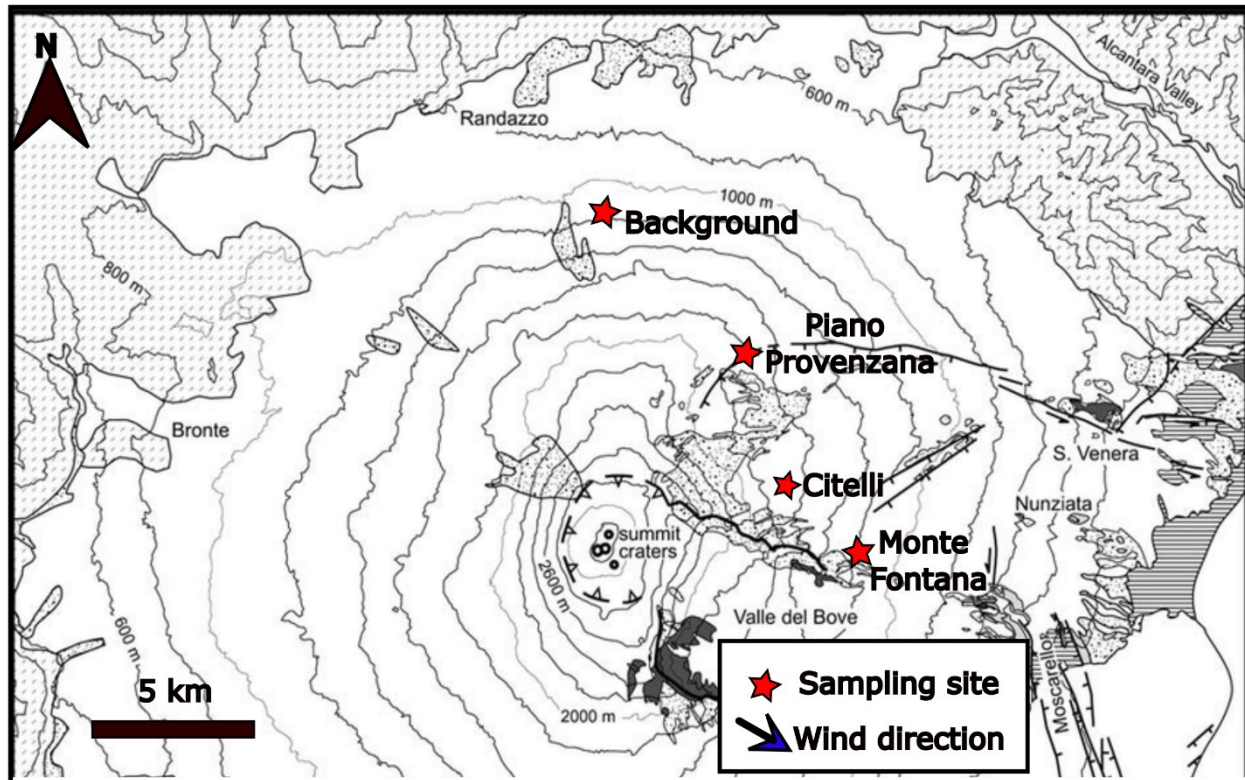 N
Alcantara Valley
600 m
Randazzo
1000 m
Background
800 m
Piano
Provenzana
Bronte
S. Venera
Citelli
Nunziata
summit
craters
Monte
Fontana
2600 m
Valle del Bove
600 m
Moscarello
5 km
Sampling site
2000 m
Wind direction